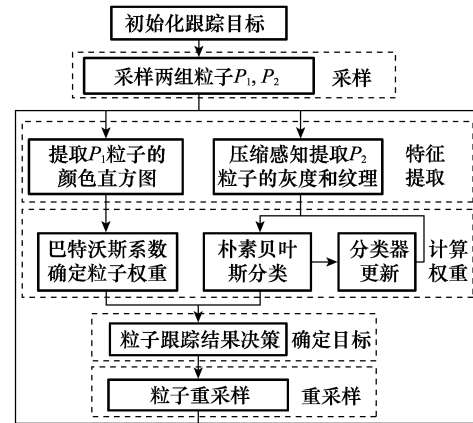 初始化跟踪目标
采样两组粒子P₁, P₂
采样
提取P₁粒子的
颜色直方图
压缩感知提取P₂
粒子的灰度和纹理
特征
提取
巴特沃斯系数
确定粒子权重
朴素贝叶
斯分类
分类器
更新
计算
权重
粒子跟踪结果决策
确定目标
粒子重采样
重采样